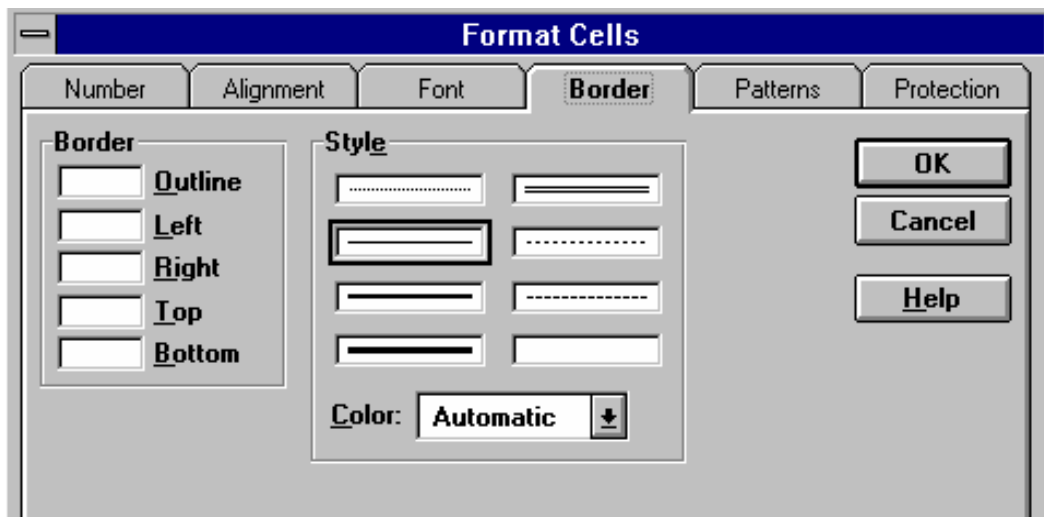 Format Cells
Number Alignment Font Border Patterns Protection
Border
Outline
Left
Right
Top
Bottom
Style
Color: Automatic
OK
Cancel
Help